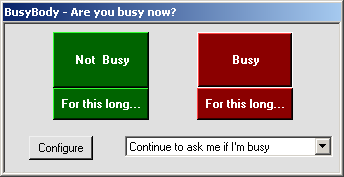 BusyBody - Are you busy now?
Not Busy
Busy
For this long...
For this long...
Configure
Continue to ask me if I'm busy